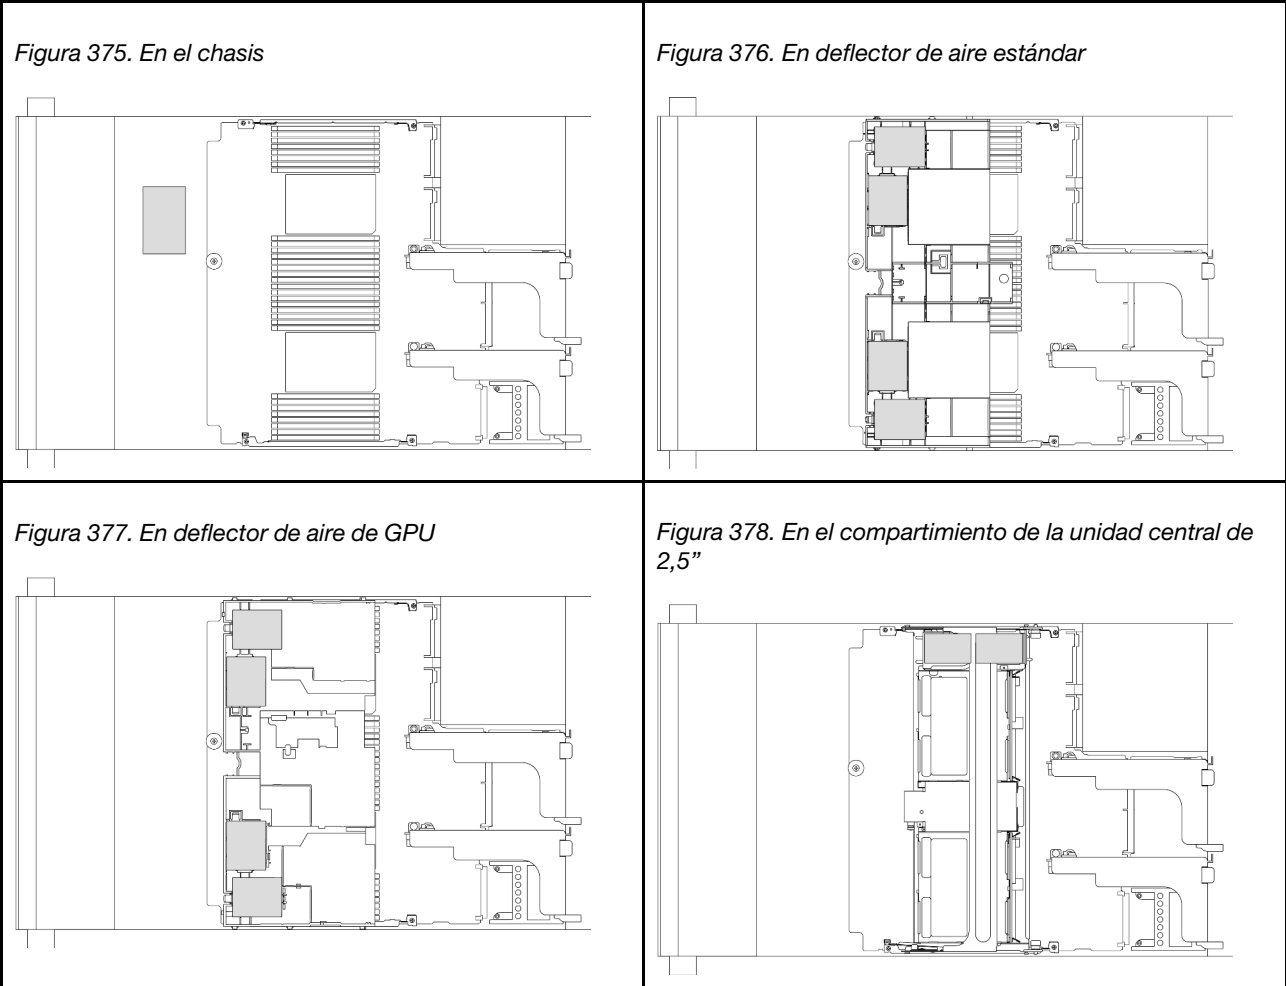 Figura 375. En el chasis
Figura 376. En deflector de aire estándar
Figura 377. En deflector de aire de GPU
Figura 378. En el compartimiento de la unidad central de
2,5”